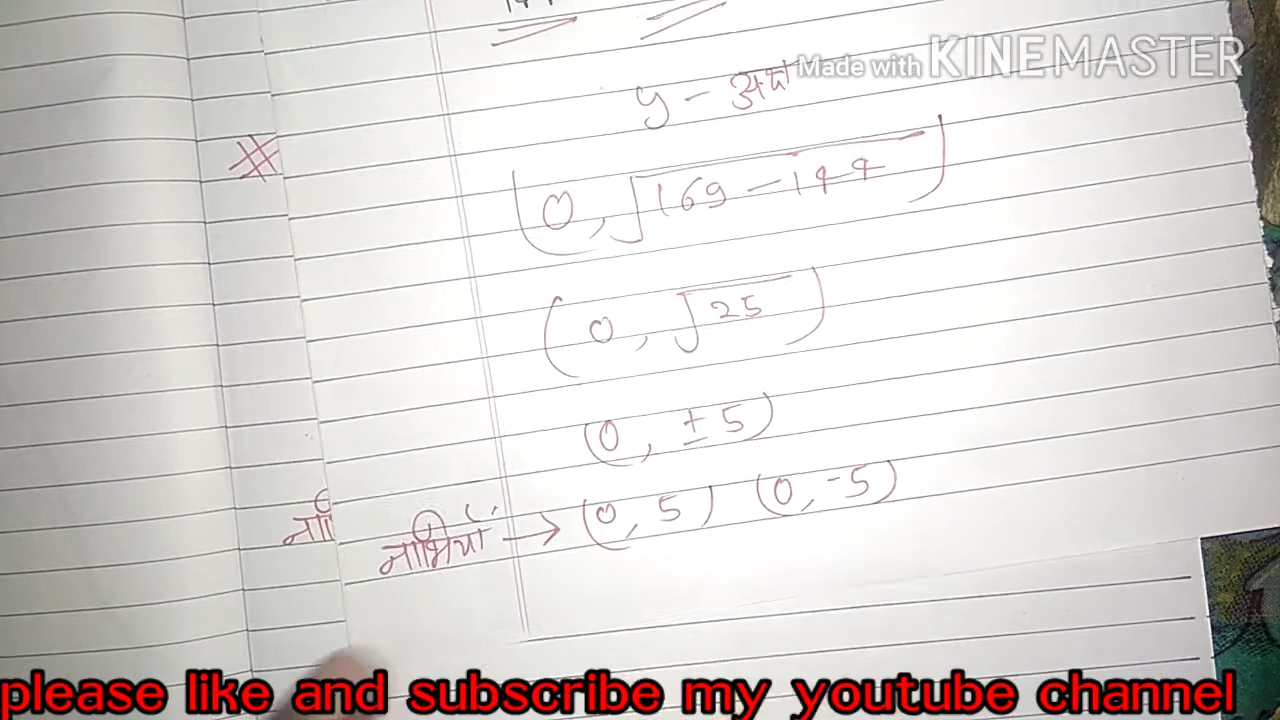 Made with KINEMASTER
y - अक्ष
(0, √169 - 144)
(0, √25)
(0, ± 5)
नाभियाँ → (0, 5) (0, -5)
please like and subscribe my youtube channel